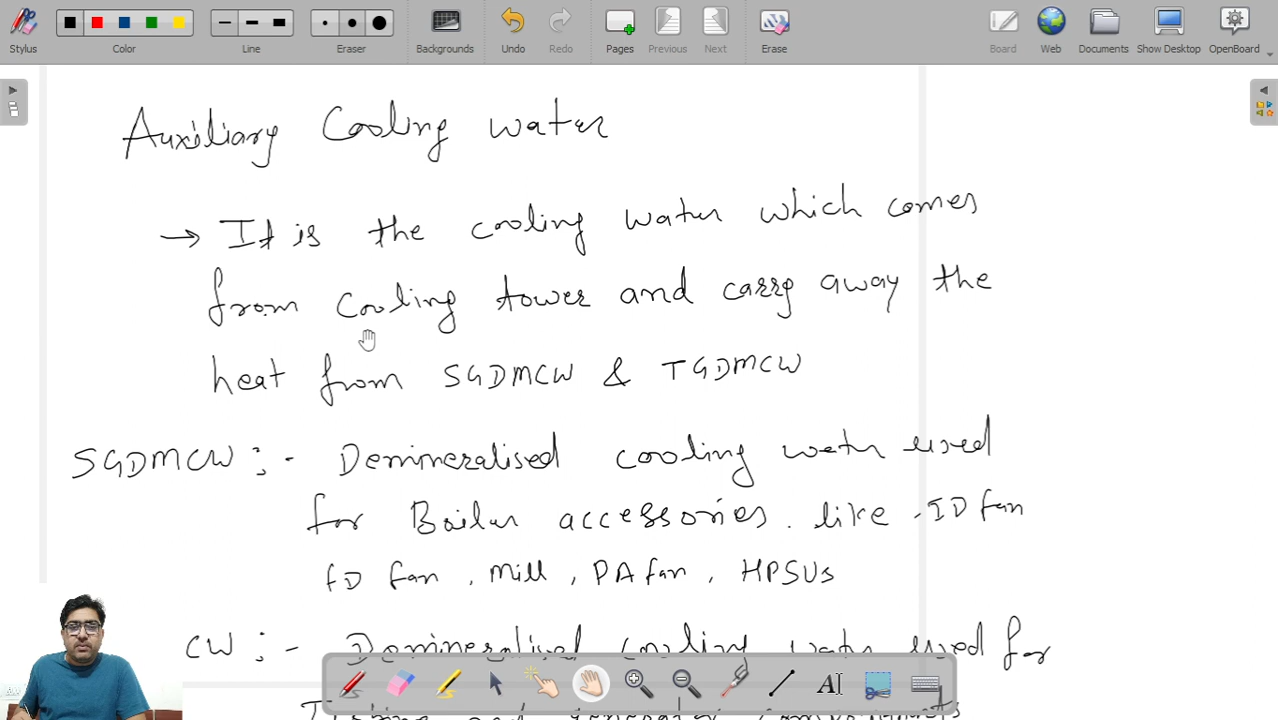 Stylus
Color
Line
Eraser
Backgrounds
Undo
Redo
Pages
Previous
Next
Erase
Board
Web
Documents
Show Desktop
OpenBoard
Auxiliary Cooling water
→ It is the cooling water which comes
from cooling tower and carry away the
heat from SGDMCW & TGDMCW
SGDMCW :- Demineralised cooling water used
for Boiler accessories. like ID fan
FD fan, Mill, PA fan, HPSUs
CW :- Demineralised cooling water used for
and generator components